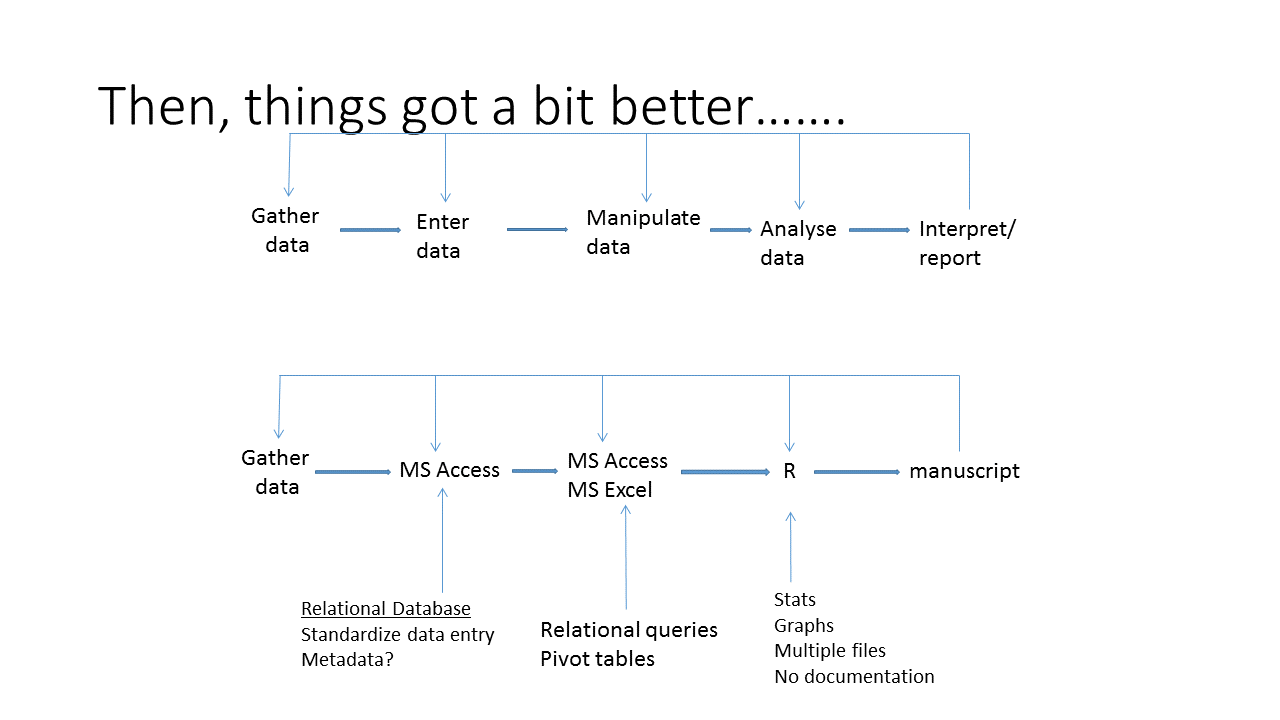 Then, things got a bit better.......
Gather
data
Enter
data
Manipulate
data
Analyse
data
Interpret/
report
Gather
data
MS Access
MS Access
MS Excel
R
manuscript
Relational Database
Standardize data entry
Metadata?
Relational queries
Pivot tables
Stats
Graphs
Multiple files
No documentation